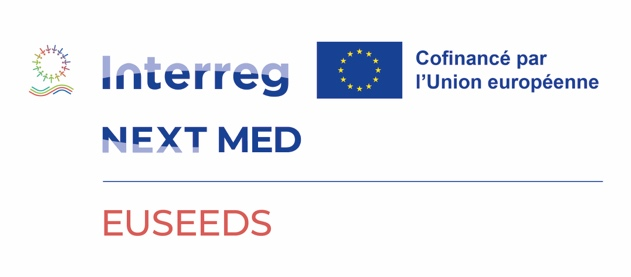 Interreg
Cofinancé par
l'Union européenne
NEXT MED
EUSEEDS